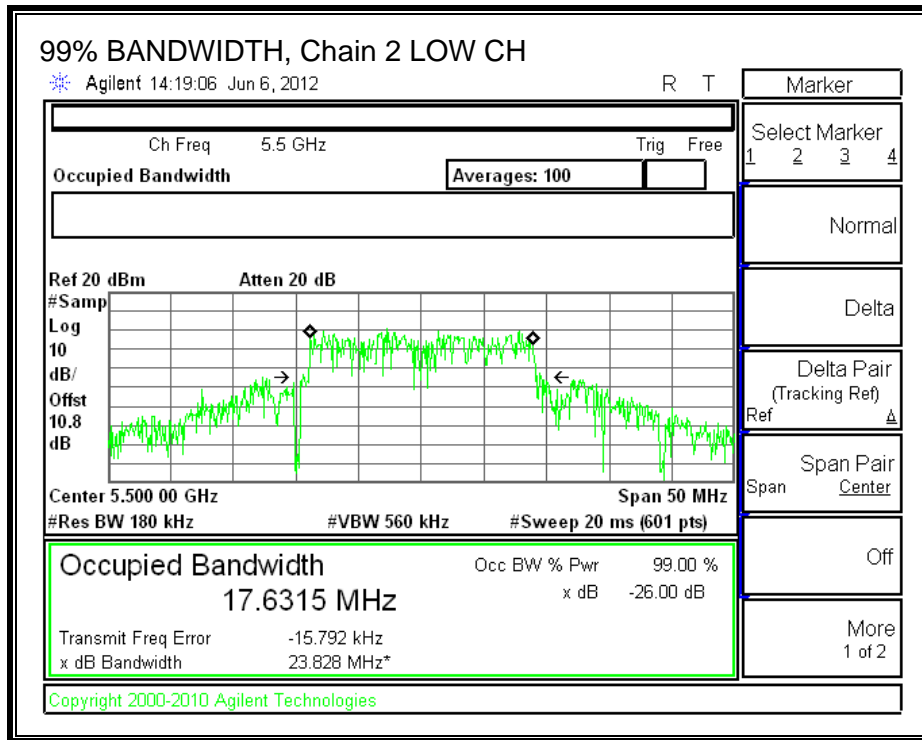 99% BANDWIDTH, Chain 2 LOW CH
Agilent 14:19:06 Jun 6, 2012 R T
Ch Freq 5.5 GHz Trig Free
Occupied Bandwidth Averages: 100
Ref 20 dBm Atten 20 dB
#Samp
Log
10
dB/
Offst
10.8
dB
Center 5.500 00 GHz Span 50 MHz
#Res BW 180 kHz #VBW 560 kHz #Sweep 20 ms (601 pts)
Occupied Bandwidth Occ BW % Pwr 99.00 %
17.6315 MHz x dB -26.00 dB
Transmit Freq Error -15.792 kHz
x dB Bandwidth 23.828 MHz*
Copyright 2000-2010 Agilent Technologies
Marker
Select Marker
1 2 3 4
Normal
Delta
Delta Pair
(Tracking Ref)
Ref Δ
Span Pair
Span Center
Off
More
1 of 2